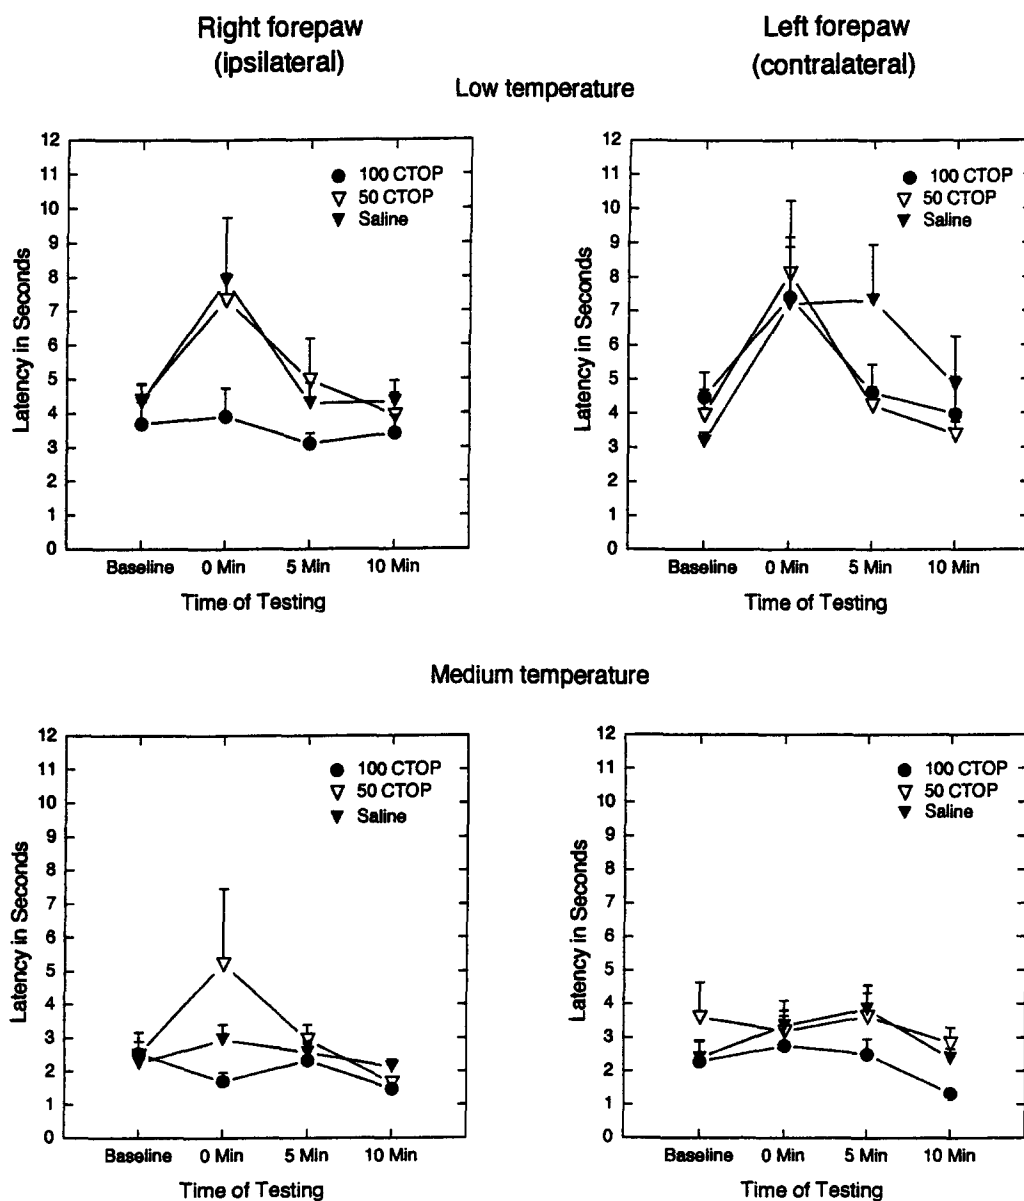 Right forepaw
(ipsilateral)
Left forepaw
(contralateral)
Low temperature
12
11
10
9
8
7
6
5
4
3
2
1
0
Latency in Seconds
100 CTOP
50 CTOP
Saline
Baseline 0 Min 5 Min 10 Min
Time of Testing
12
11
10
9
8
7
6
5
4
3
2
1
0
Latency in Seconds
100 CTOP
50 CTOP
Saline
Baseline 0 Min 5 Min 10 Min
Time of Testing
Medium temperature
12
11
10
9
8
7
6
5
4
3
2
1
0
Latency in Seconds
100 CTOP
50 CTOP
Saline
Baseline 0 Min 5 Min 10 Min
Time of Testing
12
11
10
9
8
7
6
5
4
3
2
1
0
Latency in Seconds
100 CTOP
50 CTOP
Saline
Baseline 0 Min 5 Min 10 Min
Time of Testing